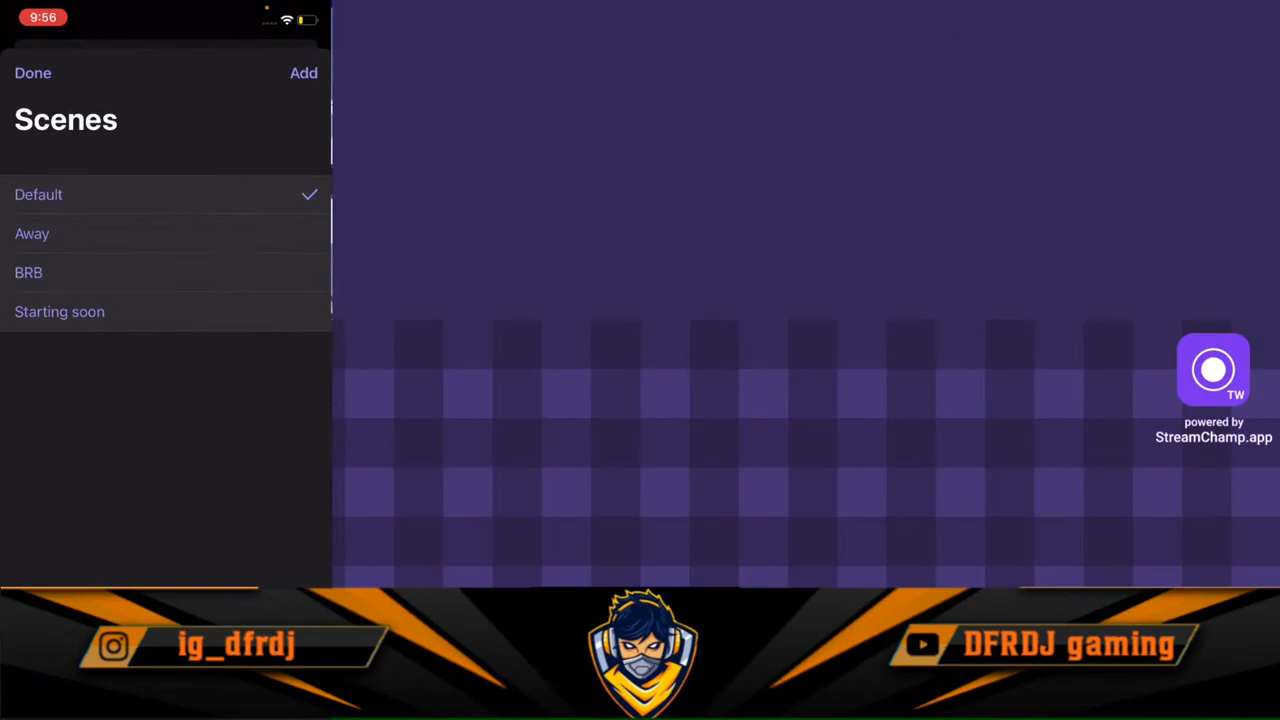 9:56
Done
Add
Scenes
Default
Away
BRB
Starting soon
TW
powered by
StreamChamp.app
ig_dfrdj
DFRDJ gaming